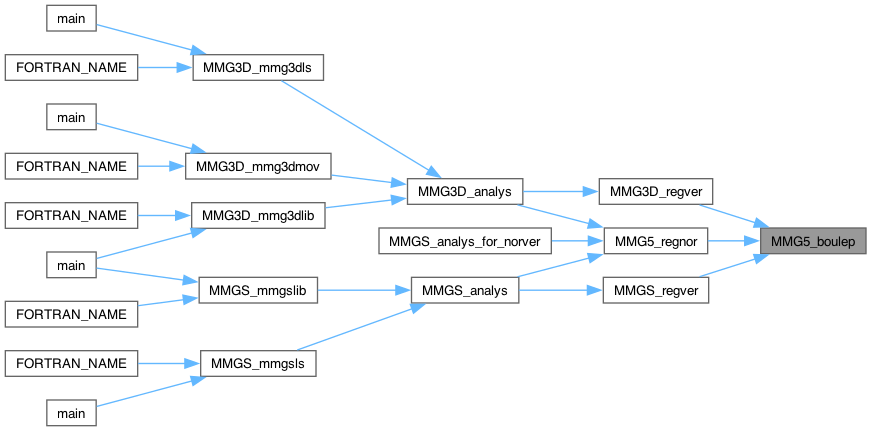 main
FORTRAN_NAME
MMG3D_mmg3dls
main
FORTRAN_NAME
MMG3D_mmg3dmov
MMG3D_analys
MMG3D_regver
FORTRAN_NAME
MMG3D_mmg3dlib
MMGS_analys_for_norver
MMG5_regnor
MMG5_boulep
main
MMGS_mmgslib
MMGS_analys
MMGS_regver
FORTRAN_NAME
FORTRAN_NAME
MMGS_mmgsls
main